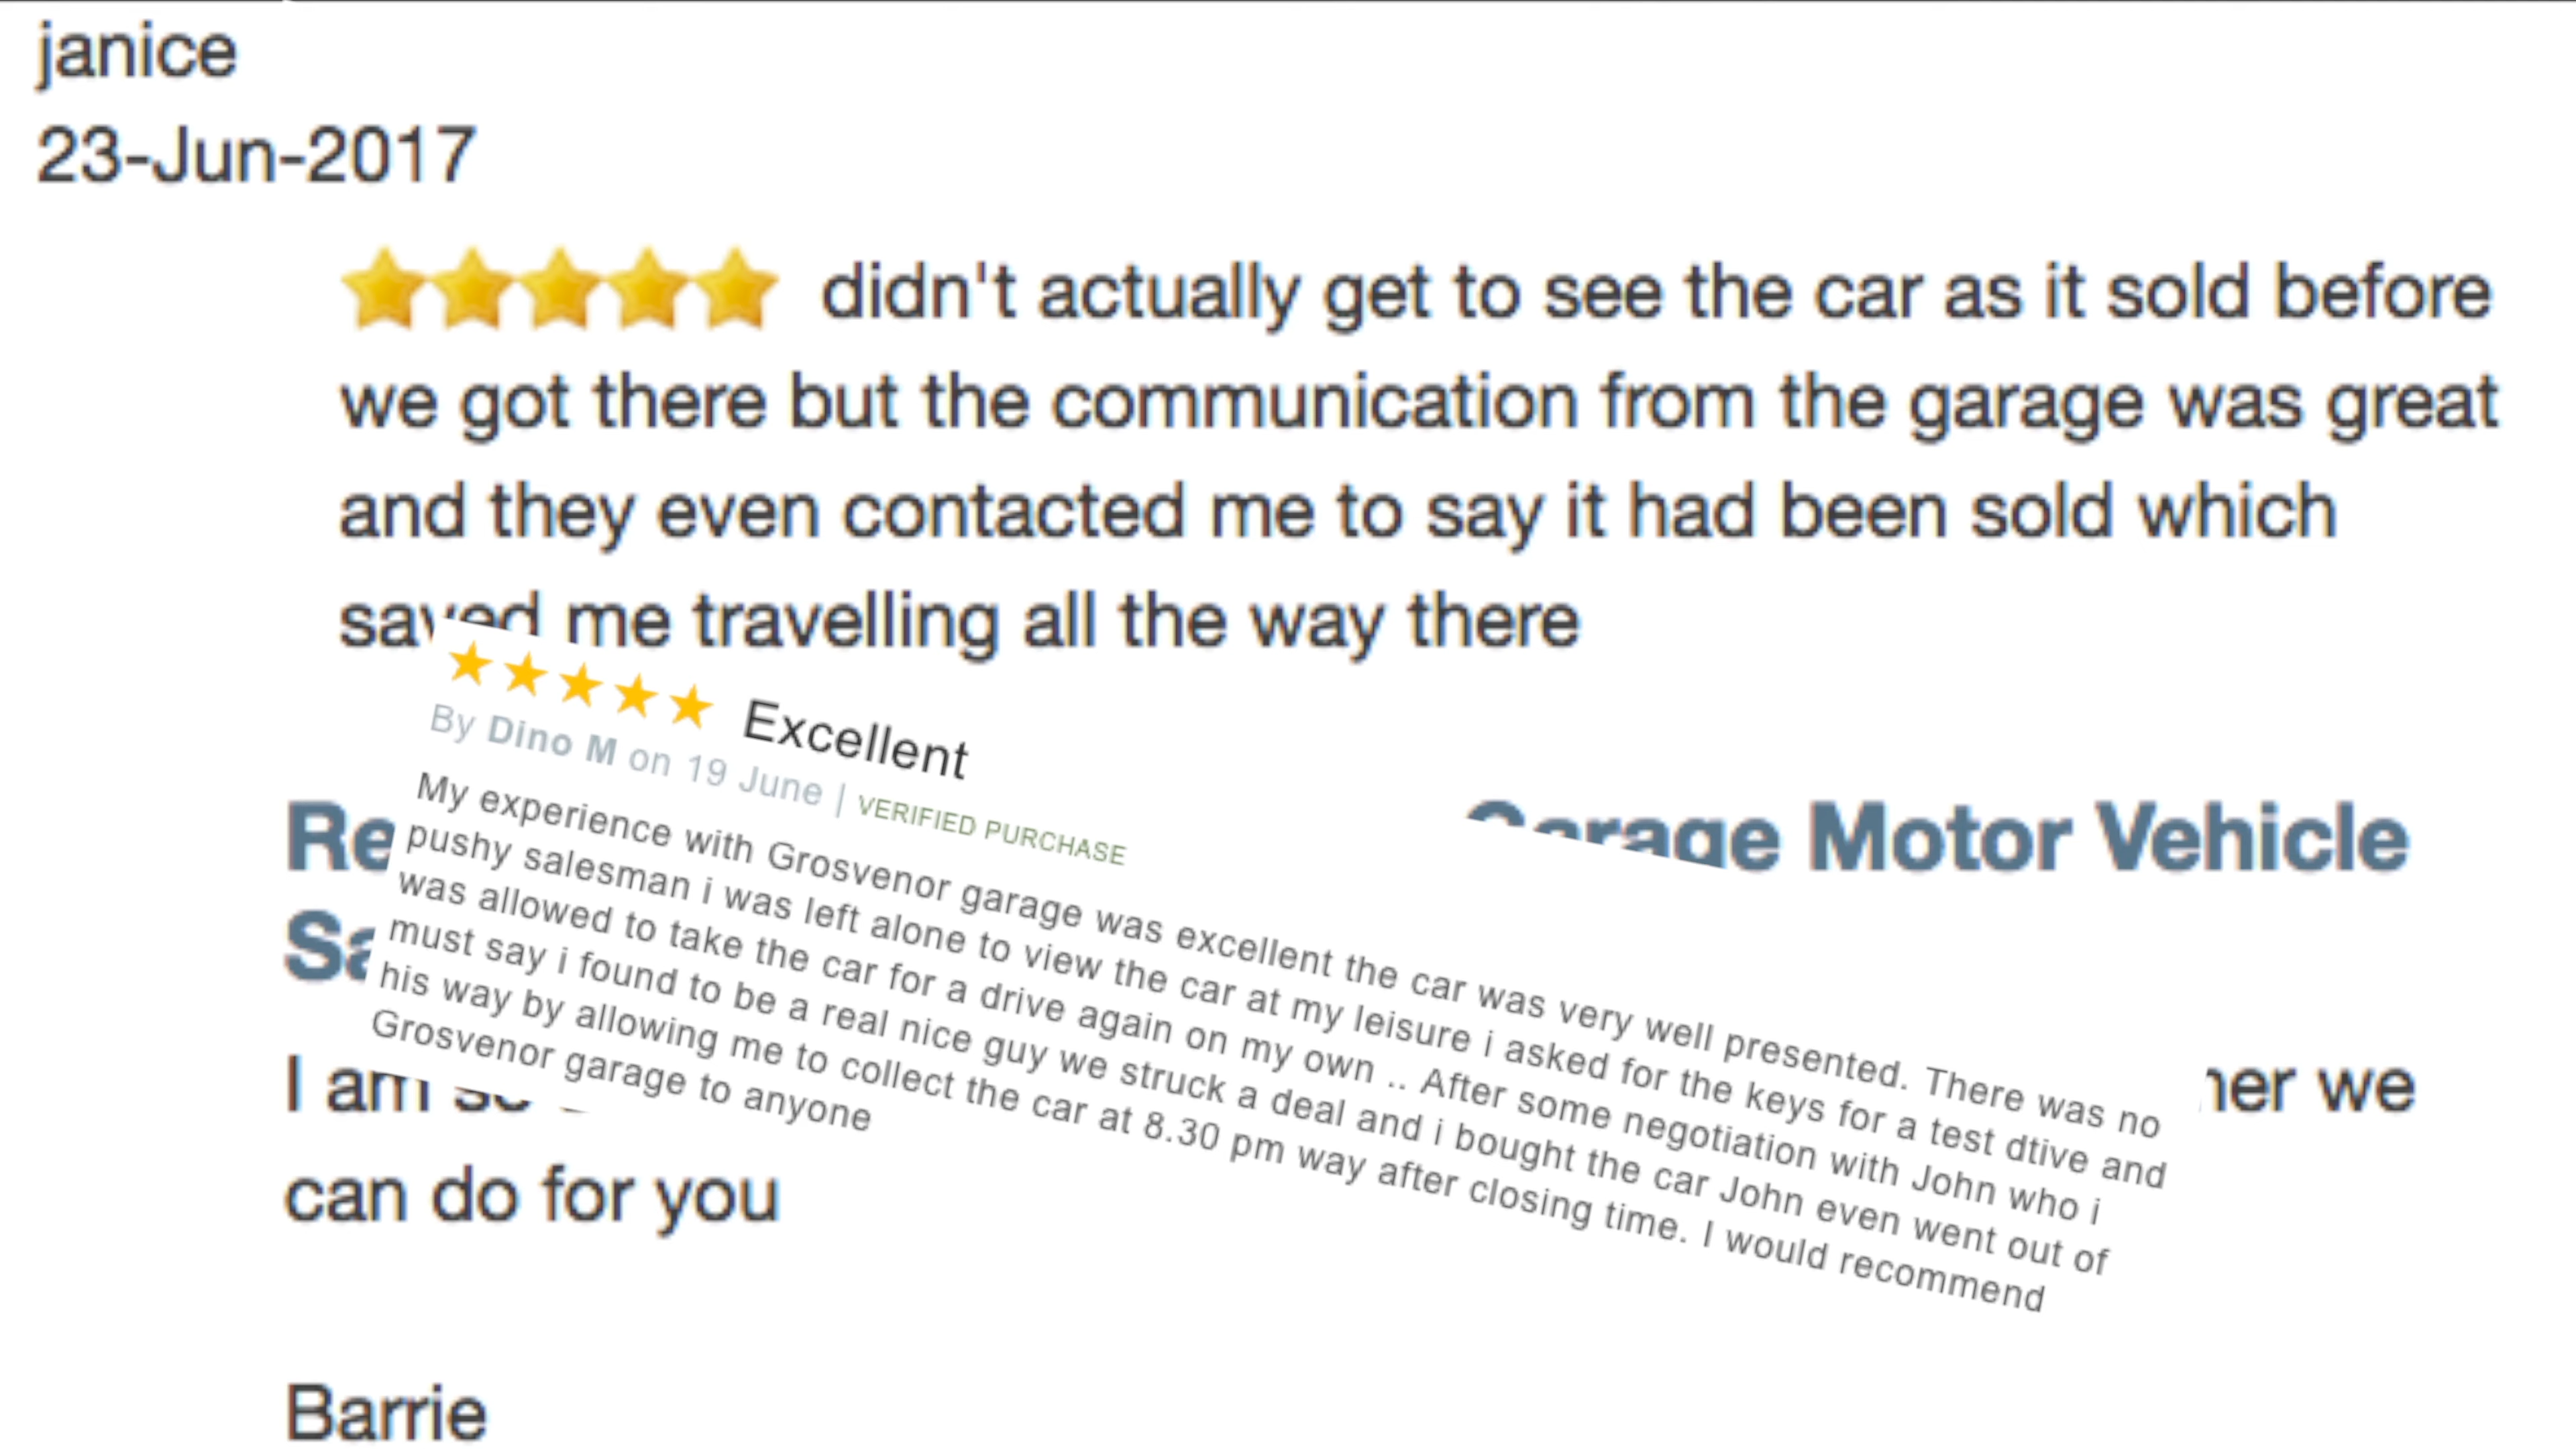 janice
23-Jun-2017
didn't actually get to see the car as it sold before
we got there but the communication from the garage was great
and they even contacted me to say it had been sold which
saved me travelling all the way there
Excellent
By Dino M on 19 June | VERIFIED PURCHASE
My experience with Grosvenor garage was excellent the car was very well presented. There was no
pushy salesman i was left alone to view the car at my leisure i asked for the keys for a test dtive and
was allowed to take the car for a drive again on my own .. After some negotiation with John who i
must say i found to be a real nice guy we struck a deal and i bought the car John even went out of
his way by allowing me to collect the car at 8.30 pm way after closing time. I would recommend
Grosvenor garage to anyone
Garage Motor Vehicle
I am we
can do for you
Barrie